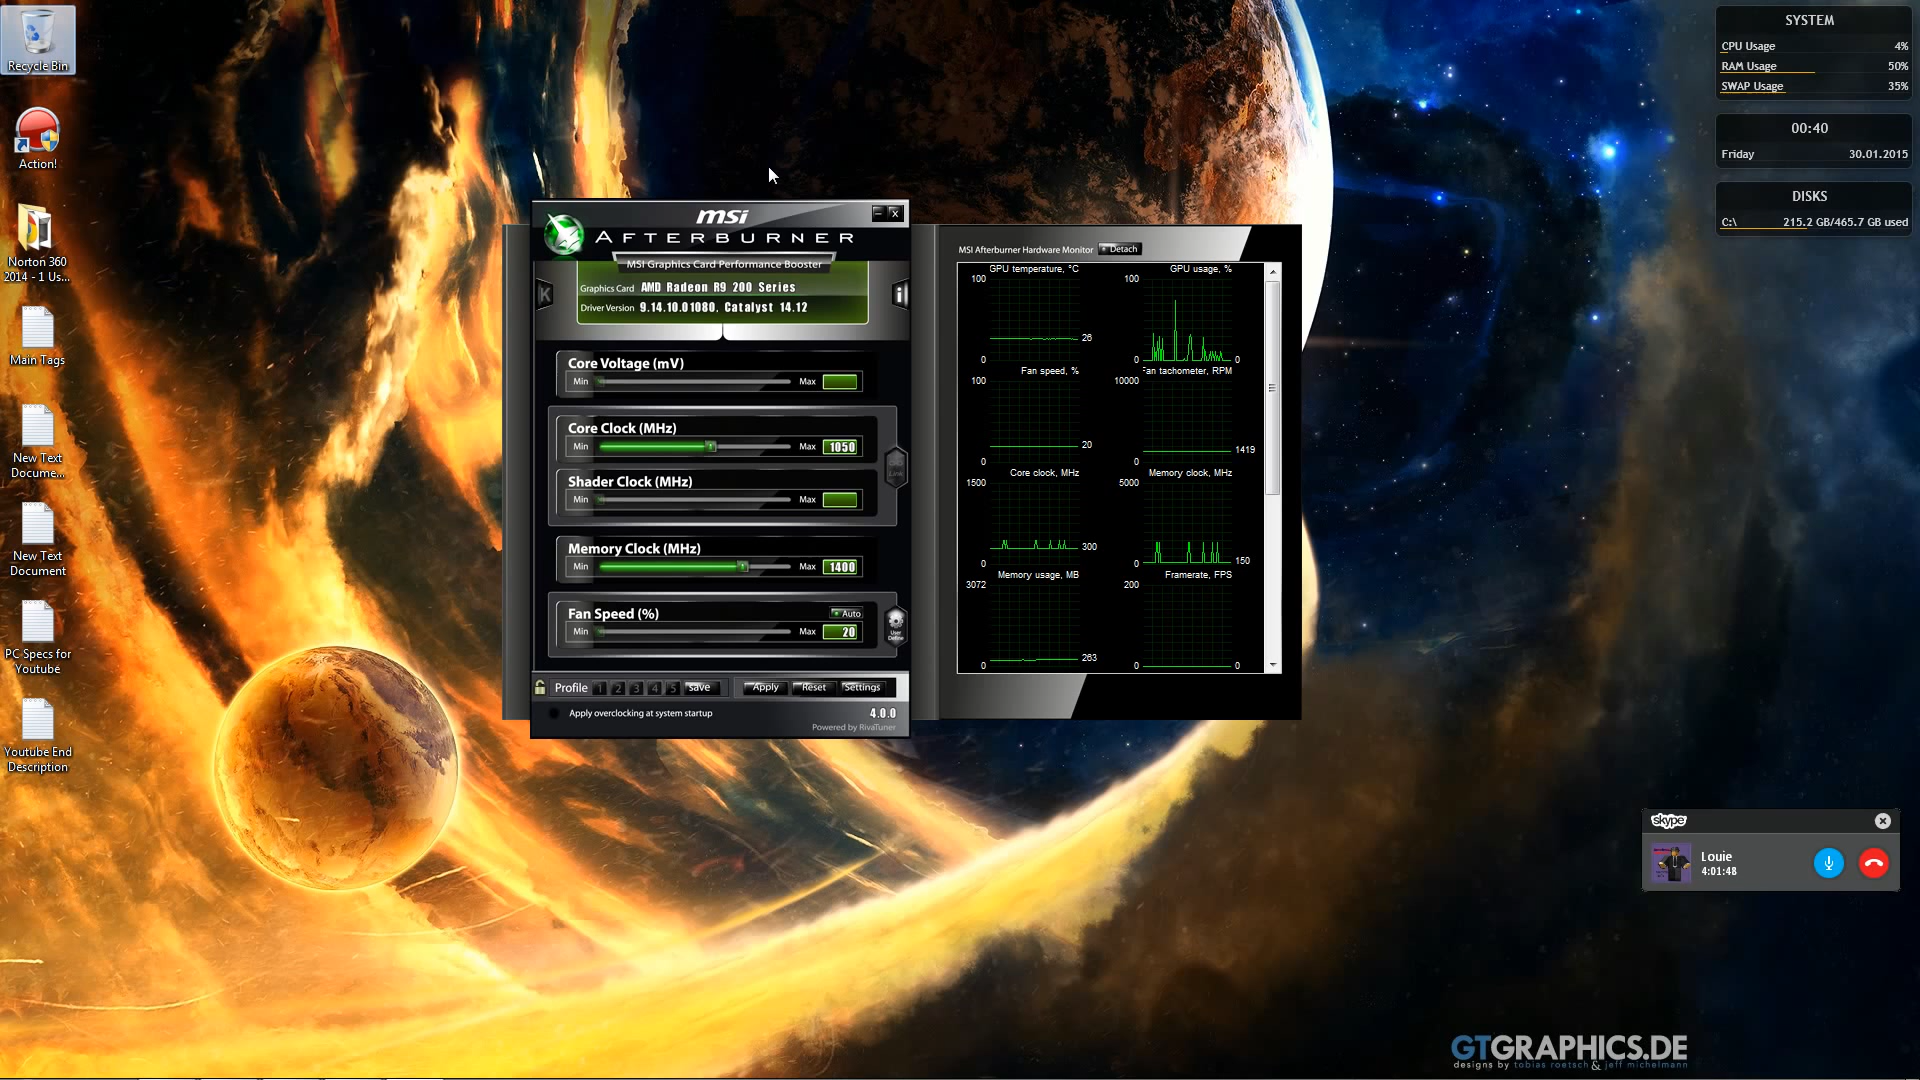 Recycle Bin
Action!
Norton 360
2014 - 1 Us...
Main Tags
New Text
Docume...
New Text
Document
PC Specs for
Youtube
Youtube End
Description
msi
AFTERBURNER
MSI Graphics Card Performance Booster
K
i
Graphics Card AMD Radeon R9 200 Series
Driver Version 9.14.10.01080, Catalyst 14.12
Core Voltage (mV)
Min Max
Core Clock (MHz)
Min Max 1050
Shader Clock (MHz)
Min Max
Memory Clock (MHz)
Min Max 1400
Fan Speed (%)
Auto
Min Max 20
User
Define
Profile 1 2 3 4 5 save Apply Reset Settings
Apply overclocking at system startup
4.0.0
Powered by RivaTuner
MSI Afterburner Hardware Monitor Detach
GPU temperature, °C
100
26
0
GPU usage, %
100
0 0
Fan speed, %
100
20
0
Fan tachometer, RPM
10000
1419
0
Core clock, MHz
1500
300
0
Memory clock, MHz
5000
150
0
Memory usage, MB
3072
263
0
Framerate, FPS
200
0 0
SYSTEM
CPU Usage 4%
RAM Usage 50%
SWAP Usage 35%
00:40
Friday 30.01.2015
DISKS
C:\ 215.2 GB/465.7 GB used
skype
Louie
4:01:48
GTGRAPHICS.DE
designs by tobias roetsch & jeff michelmann